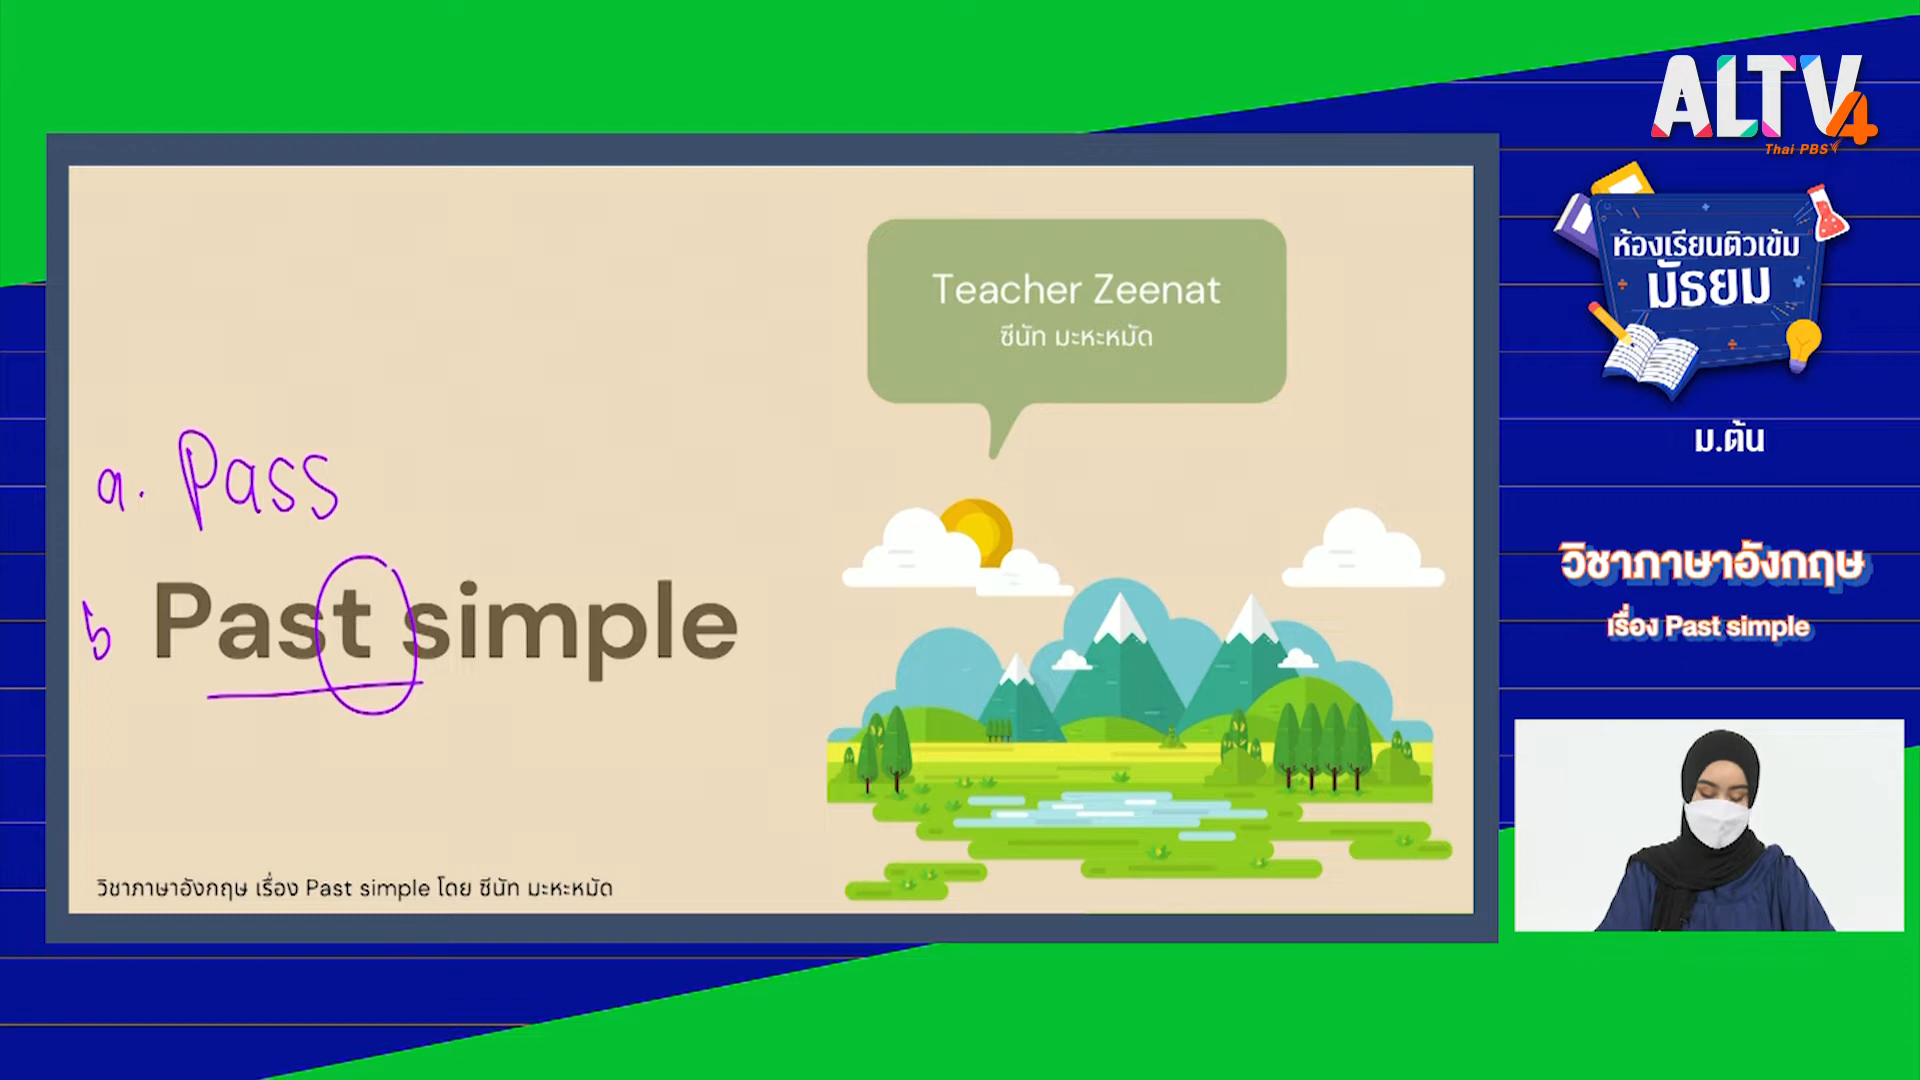 ALTV4
Thai PBS
ห้องเรียนติวเข้ม
มัธยม
ม.ต้น
วิชาภาษาอังกฤษ
เรื่อง Past simple
Teacher Zeenat
ซีนัท มะหะหมัด
a. Pass
b Past simple
วิชาภาษาอังกฤษ เรื่อง Past simple โดย ซีนัท มะหะหมัด